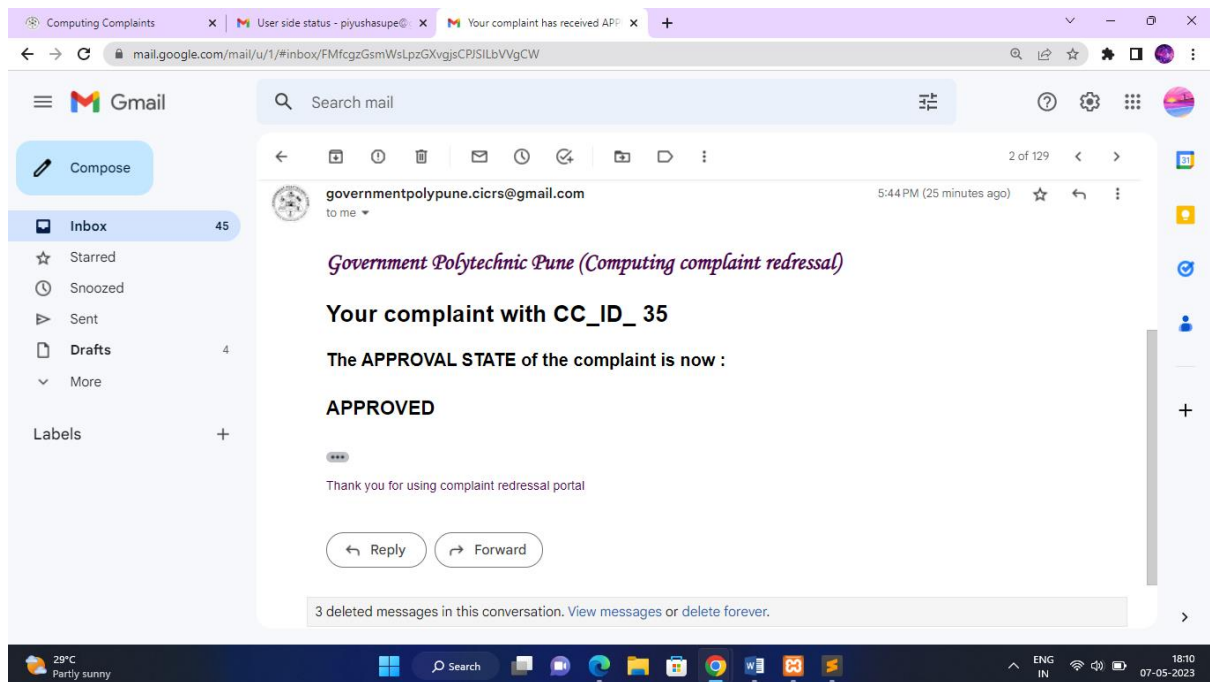 Computing Complaints
User side status - piyushasupe@
Your complaint has received APP
mail.google.com/mail/u/1/#inbox/FMfcgzGsmWsLpzGXvgjsCPJSILbVVgCW
Gmail
Search mail
Compose
2 of 129
31
governmentpolypune.cicrs@gmail.com
5:44 PM (25 minutes ago)
to me
Inbox 45
Starred
Snoozed
Sent
Drafts 4
More
Labels
Government Polytechnic Pune (Computing complaint redressal)
Your complaint with CC_ID_ 35
The APPROVAL STATE of the complaint is now :
APPROVED
Thank you for using complaint redressal portal
Reply
Forward
3 deleted messages in this conversation. View messages or delete forever.
29°C
Partly sunny
Search
ENG
IN
18:10
07-05-2023